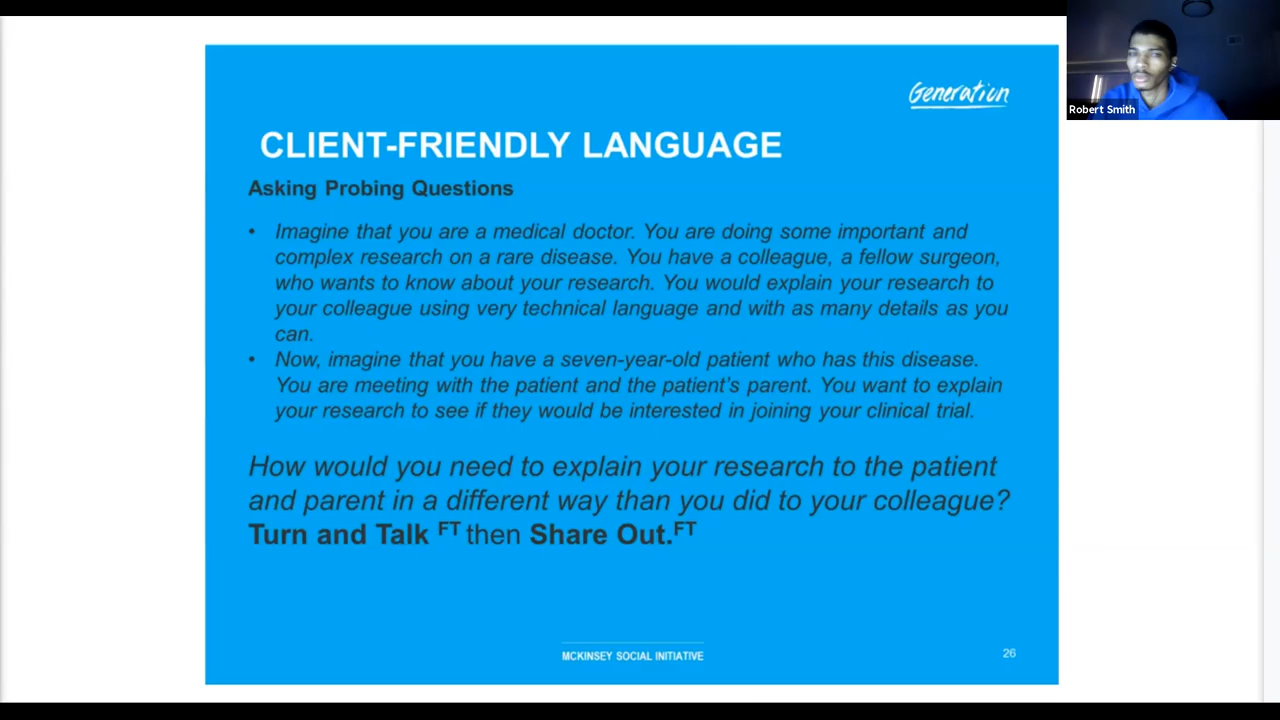 Generation
Robert Smith
CLIENT-FRIENDLY LANGUAGE
Asking Probing Questions
• Imagine that you are a medical doctor. You are doing some important and
complex research on a rare disease. You have a colleague, a fellow surgeon,
who wants to know about your research. You would explain your research to
your colleague using very technical language and with as many details as you
can.
• Now, imagine that you have a seven-year-old patient who has this disease.
You are meeting with the patient and the patient's parent. You want to explain
your research to see if they would be interested in joining your clinical trial.
How would you need to explain your research to the patient
and parent in a different way than you did to your colleague?
Turn and Talk FT then Share Out.FT
MCKINSEY SOCIAL INITIATIVE
26